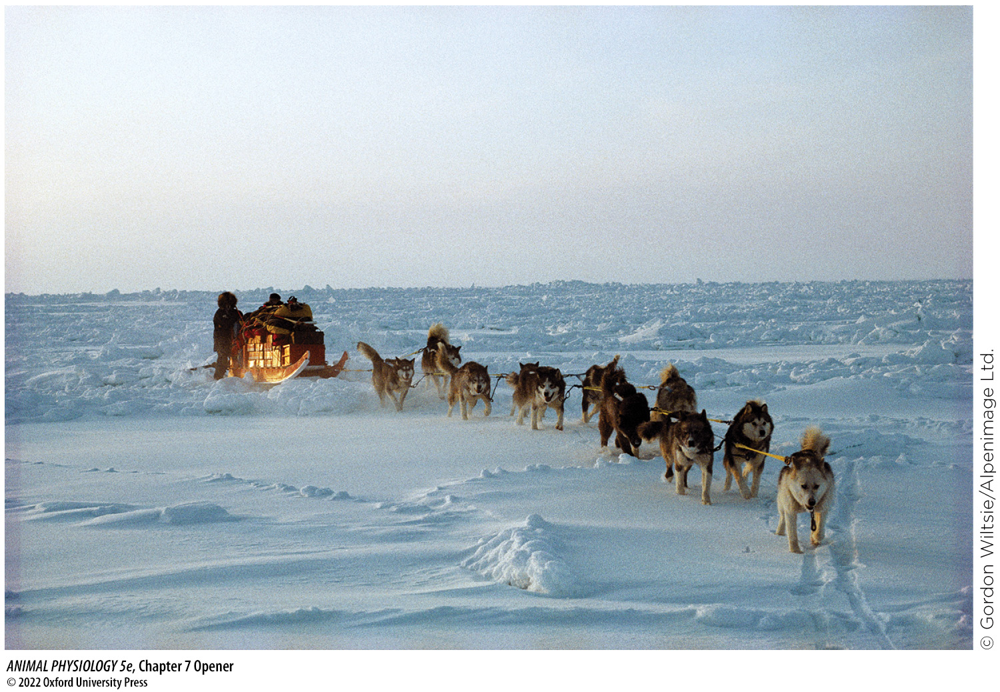 © Gordon Wiltsie/Alpenimage Ltd.
ANIMAL PHYSIOLOGY 5e, Chapter 7 Opener
© 2022 Oxford University Press